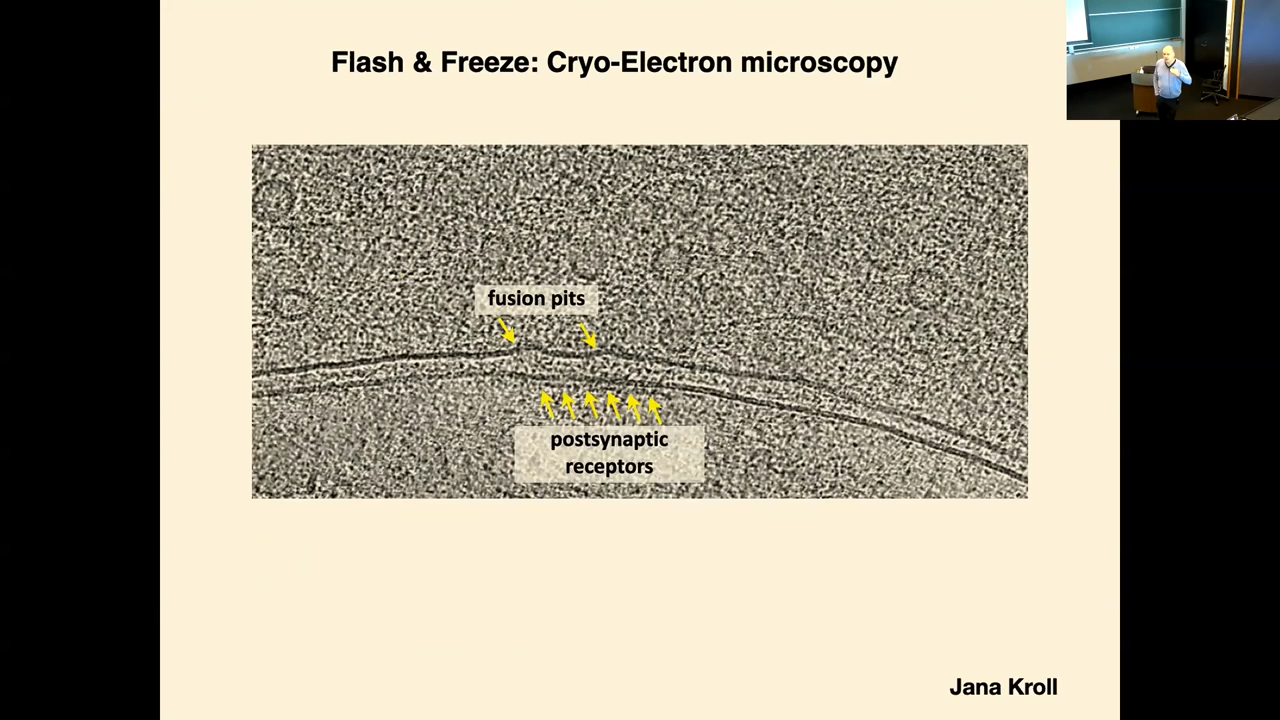 Flash & Freeze: Cryo-Electron microscopy
fusion pits
postsynaptic
receptors
Jana Kroll